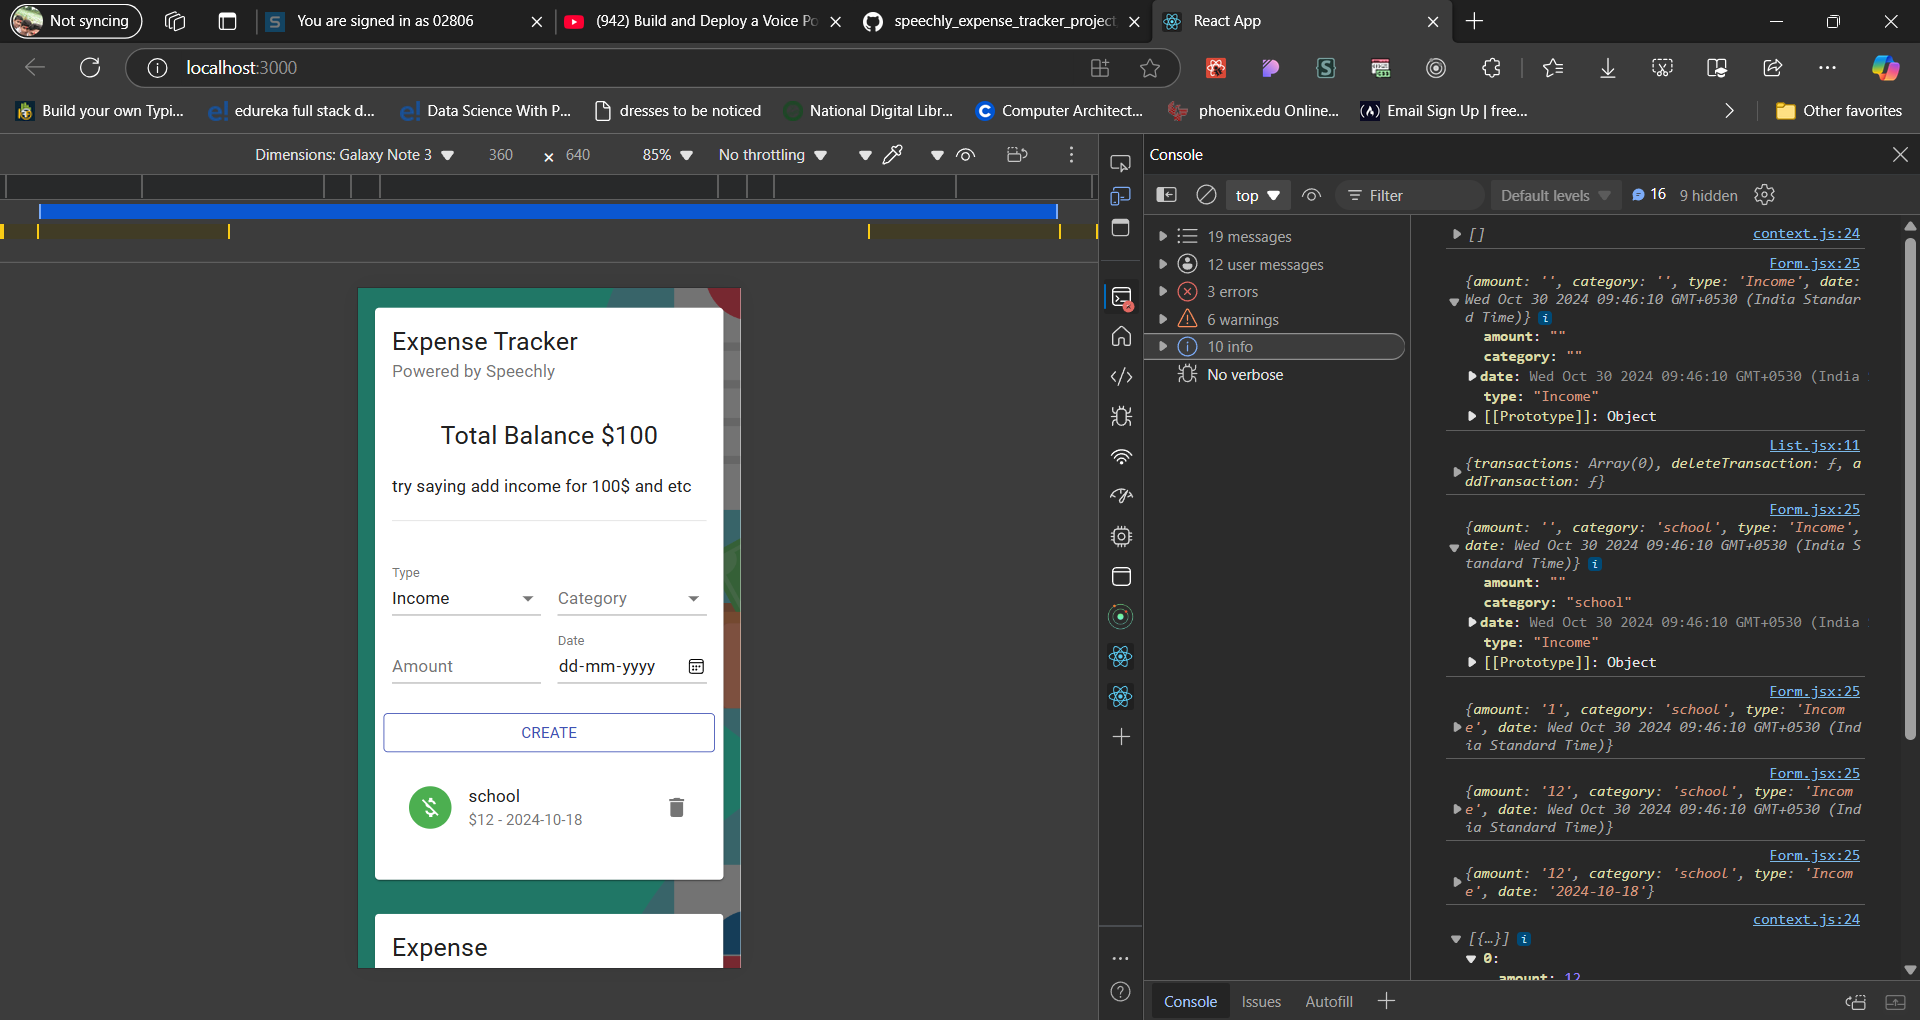 Not syncing
You are signed in as 02806
(942) Build and Deploy a Voice Po
speechly_expense_tracker_project
React App
localhost:3000
Build your own Typi...
edureka full stack d...
Data Science With P...
dresses to be noticed
National Digital Libr...
Computer Architect...
phoenix.edu Online...
Email Sign Up | free...
Other favorites
Dimensions: Galaxy Note 3
360 × 640
85%
No throttling
Expense Tracker
Powered by Speechly
Total Balance $100
try saying add income for 100$ and etc
Type
Income
Category
Date
Amount
dd-mm-yyyy
CREATE
school
$12 - 2024-10-18
Expense
Console
top
Filter
Default levels
16
9 hidden
19 messages
12 user messages
3 errors
6 warnings
10 info
No verbose
[]
context.js:24
Form.jsx:25
{amount: '', category: '', type: 'Income', date:
Wed Oct 30 2024 09:46:10 GMT+0530 (India Standar
d Time)}
amount: ""
category: ""
date: Wed Oct 30 2024 09:46:10 GMT+0530 (India
type: "Income"
[[Prototype]]: Object
List.jsx:11
{transactions: Array(0), deleteTransaction: ƒ, a
ddTransaction: ƒ}
Form.jsx:25
{amount: '', category: 'school', type: 'Income',
date: Wed Oct 30 2024 09:46:10 GMT+0530 (India S
tandard Time)}
amount: ""
category: "school"
date: Wed Oct 30 2024 09:46:10 GMT+0530 (India
type: "Income"
[[Prototype]]: Object
Form.jsx:25
{amount: '1', category: 'school', type: 'Incom
e', date: Wed Oct 30 2024 09:46:10 GMT+0530 (Ind
ia Standard Time)}
Form.jsx:25
{amount: '12', category: 'school', type: 'Incom
e', date: Wed Oct 30 2024 09:46:10 GMT+0530 (Ind
ia Standard Time)}
Form.jsx:25
{amount: '12', category: 'school', type: 'Incom
e', date: '2024-10-18'}
context.js:24
[{…}]
0:
amount: 12
Console
Issues
Autofill